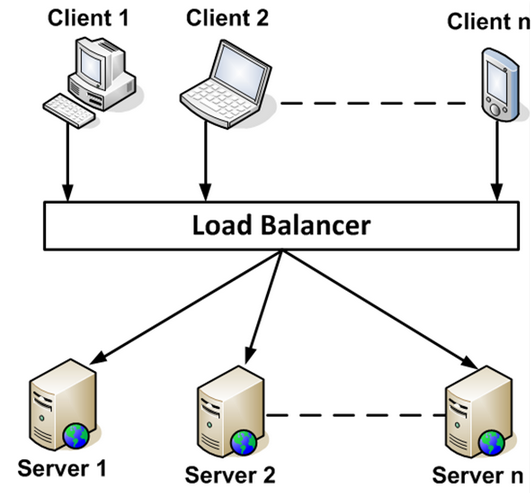 Client 1
Client 2
Client n
Load Balancer
Server 1
Server 2
Server n